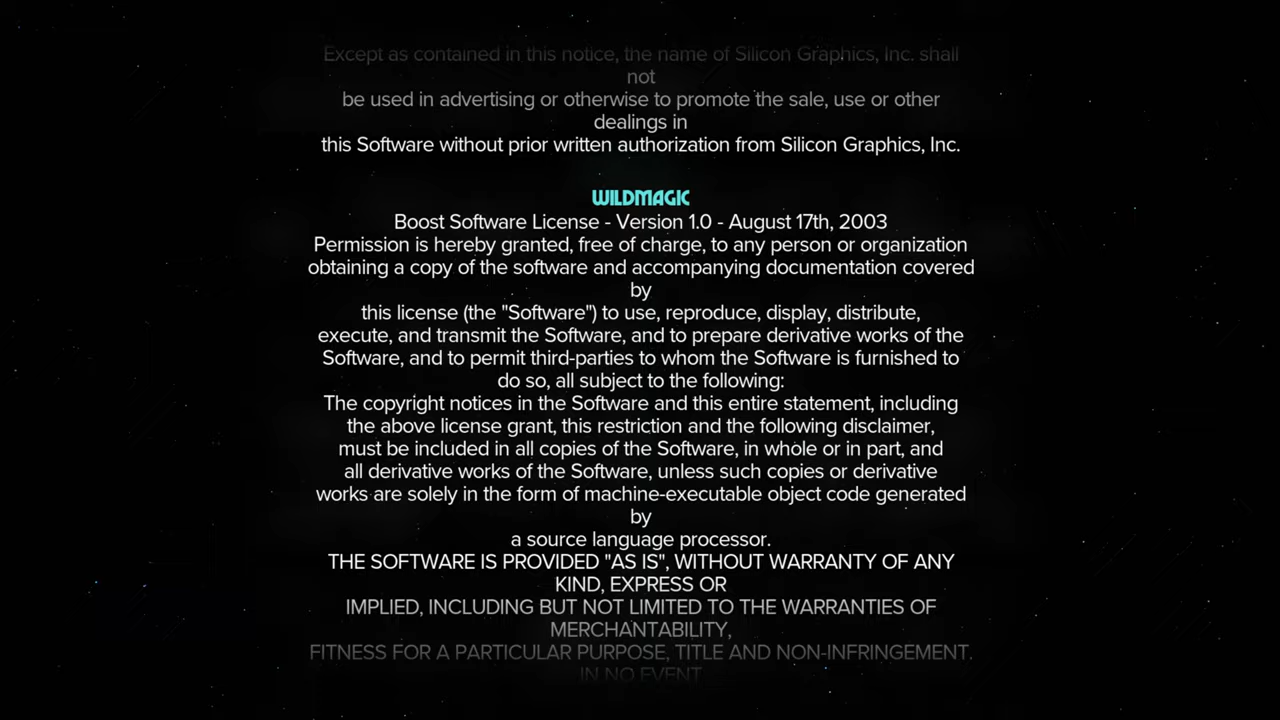 Except as contained in this notice, the name of Silicon Graphics, Inc. shall
not
be used in advertising or otherwise to promote the sale, use or other
dealings in
this Software without prior written authorization from Silicon Graphics, Inc.
WILDMAGIC
Boost Software License - Version 1.0 - August 17th, 2003
Permission is hereby granted, free of charge, to any person or organization
obtaining a copy of the software and accompanying documentation covered
by
this license (the "Software") to use, reproduce, display, distribute,
execute, and transmit the Software, and to prepare derivative works of the
Software, and to permit third-parties to whom the Software is furnished to
do so, all subject to the following:
The copyright notices in the Software and this entire statement, including
the above license grant, this restriction and the following disclaimer,
must be included in all copies of the Software, in whole or in part, and
all derivative works of the Software, unless such copies or derivative
works are solely in the form of machine-executable object code generated
by
a source language processor.
THE SOFTWARE IS PROVIDED "AS IS", WITHOUT WARRANTY OF ANY
KIND, EXPRESS OR
IMPLIED, INCLUDING BUT NOT LIMITED TO THE WARRANTIES OF
MERCHANTABILITY,
FITNESS FOR A PARTICULAR PURPOSE, TITLE AND NON-INFRINGEMENT.
IN NO EVENT